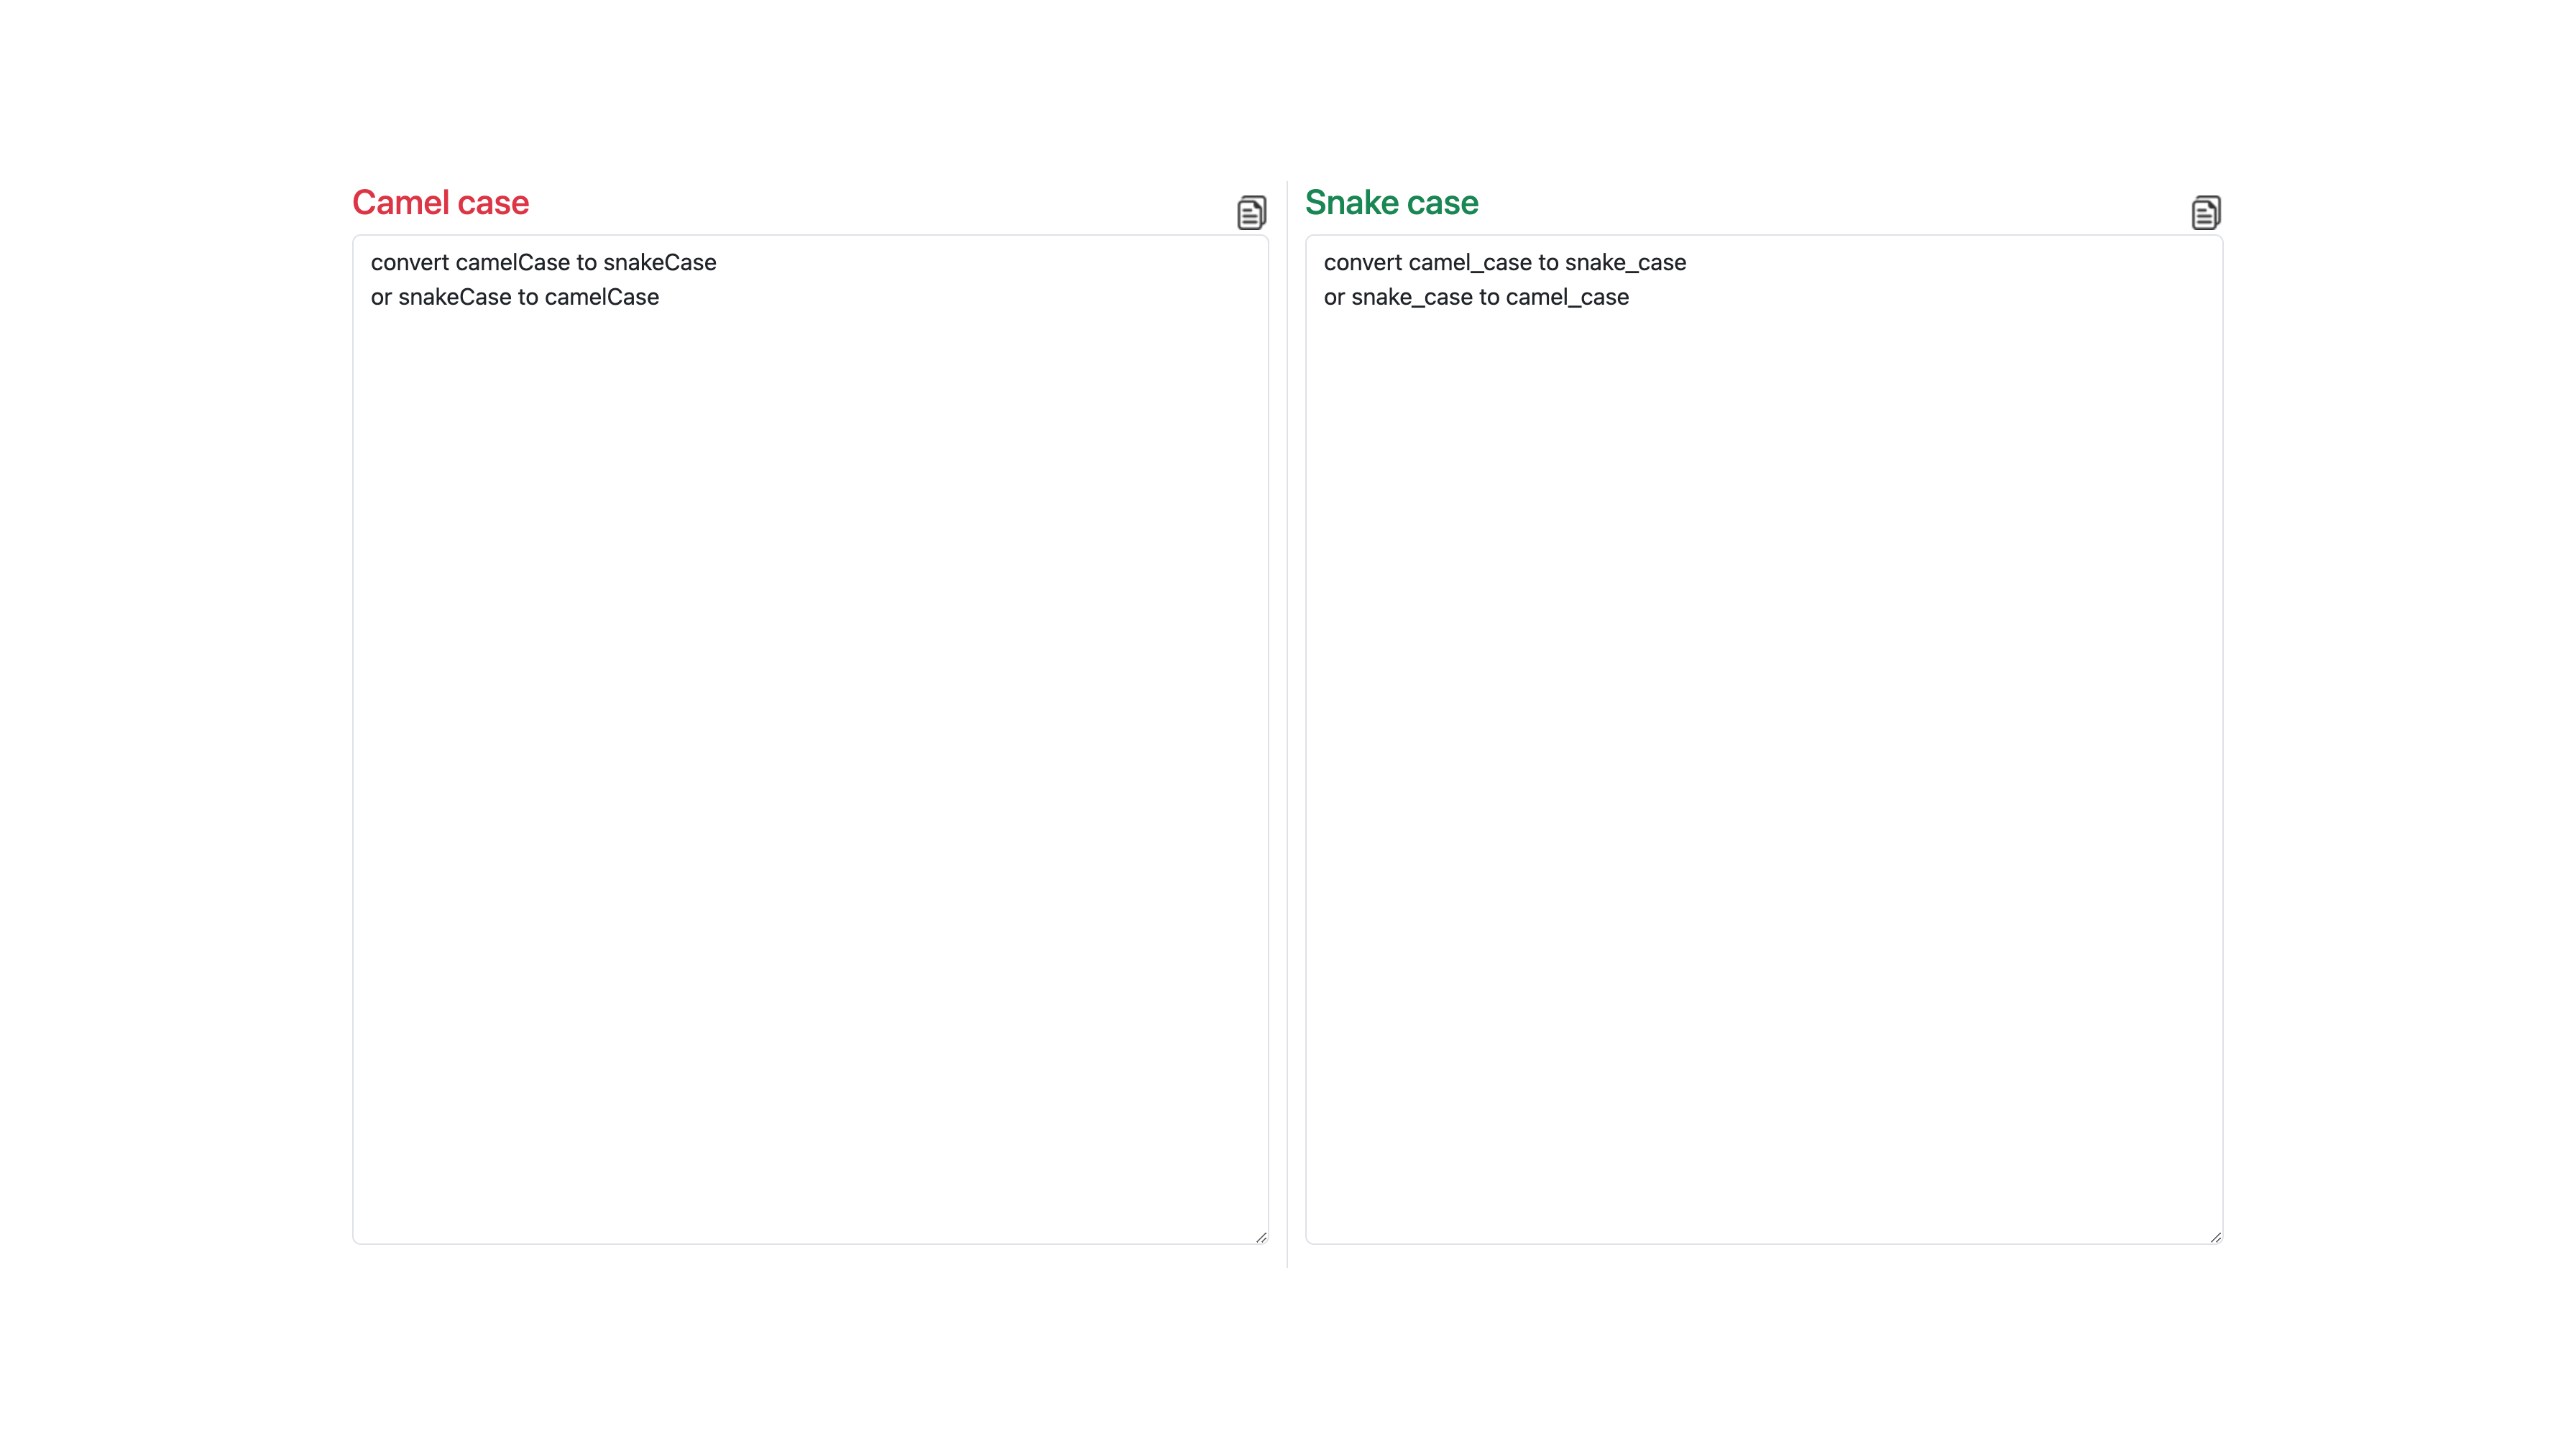 Camel case
convert camelCase to snakeCase
or snakeCase to camelCase
Snake case
convert camel_case to snake_case
or snake_case to camel_case